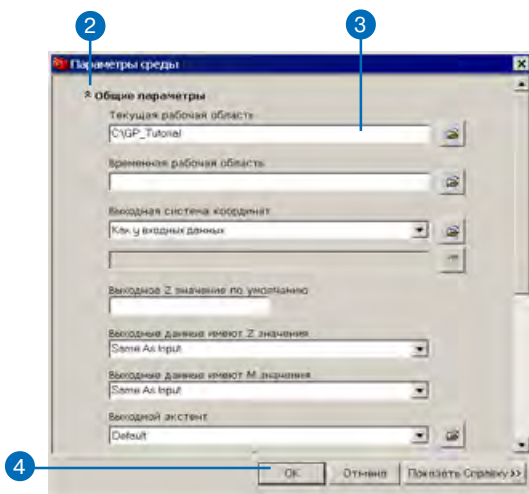 2
3
Параметры среды
Общие параметры
Текущая рабочая область
C:\GP_Tutorial
Временная рабочая область
Выходная система координат
Как у входных данных
Выходное Z значение по умолчанию
Выходные данные имеют Z значения
Same As Input
Выходные данные имеют M значения
Same As Input
Выходной экстент
Default
4
OK
Отмена
Показать Справку >>